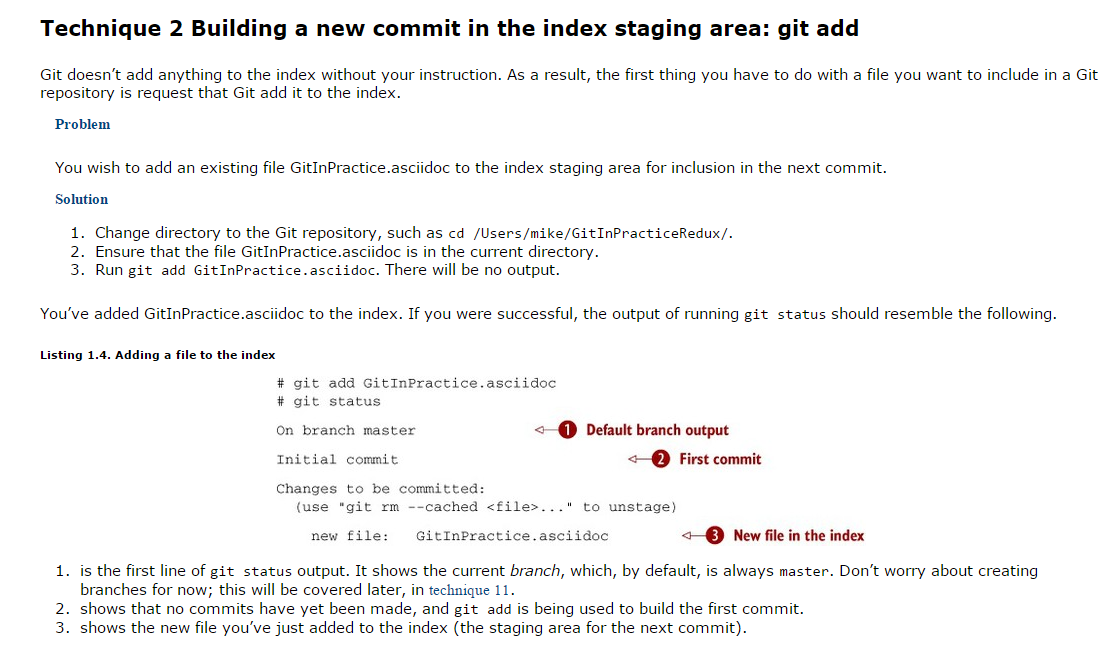 Technique 2 Building a new commit in the index staging area: git add
Git doesn’t add anything to the index without your instruction. As a result, the first thing you have to do with a file you want to include in a Git
repository is request that Git add it to the index.
Problem
You wish to add an existing file GitInPractice.asciidoc to the index staging area for inclusion in the next commit.
Solution
1. Change directory to the Git repository, such as cd /Users/mike/GitInPracticeRedux/.
2. Ensure that the file GitInPractice.asciidoc is in the current directory.
3. Run git add GitInPractice.asciidoc. There will be no output.
You’ve added GitInPractice.asciidoc to the index. If you were successful, the output of running git status should resemble the following.
Listing 1.4. Adding a file to the index
# git add GitInPractice.asciidoc
# git status
On branch master 1 Default branch output
Initial commit 2 First commit
Changes to be committed:
(use "git rm --cached <file>..." to unstage)
new file: GitInPractice.asciidoc 3 New file in the index
1. is the first line of git status output. It shows the current branch, which, by default, is always master. Don’t worry about creating
branches for now; this will be covered later, in technique 11.
2. shows that no commits have yet been made, and git add is being used to build the first commit.
3. shows the new file you’ve just added to the index (the staging area for the next commit).